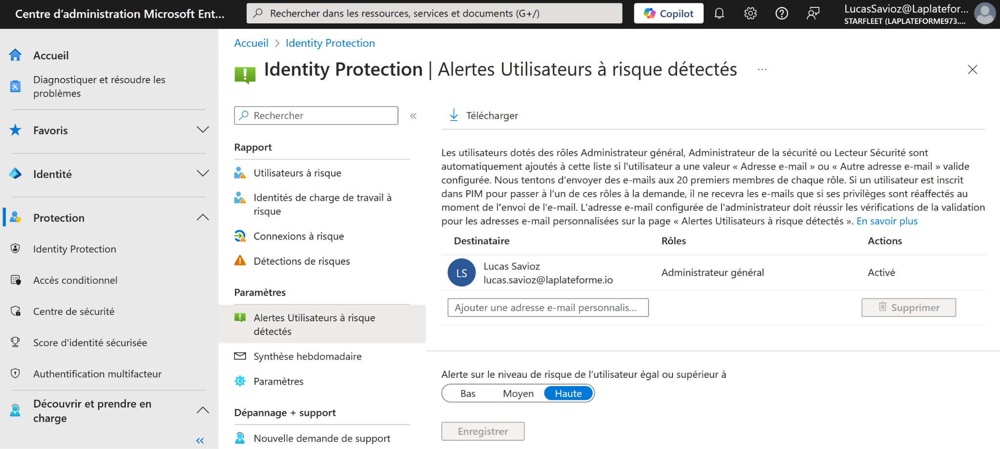 Centre d’administration Microsoft Ent...
Rechercher dans les ressources, services et documents (G+/)
Copilot
LucasSavioz@Laplatefor...
STARFLEET (LAPLATEFORME973....
Accueil
Diagnostiquer et résoudre les
problèmes
Favoris
Identité
Protection
Identity Protection
Accès conditionnel
Centre de sécurité
Score d'identité sécurisée
Authentification multifacteur
Découvrir et prendre en
charge
Accueil > Identity Protection
Identity Protection | Alertes Utilisateurs à risque détectés ...
Rechercher
Rapport
Utilisateurs à risque
Identités de charge de travail à
risque
Connexions à risque
Détections de risques
Paramètres
Alertes Utilisateurs à risque
détectés
Synthèse hebdomadaire
Paramètres
Dépannage + support
Nouvelle demande de support
Télécharger
Les utilisateurs dotés des rôles Administrateur général, Administrateur de la sécurité ou Lecteur Sécurité sont
automatiquement ajoutés à cette liste si l'utilisateur a une valeur « Adresse e-mail » ou « Autre adresse e-mail » valide
configurée. Nous tentons d’envoyer des e-mails aux 20 premiers membres de chaque rôle. Si un utilisateur est inscrit
dans PIM pour passer à l’un de ces rôles à la demande, il ne recevra les e-mails que si ses privilèges sont réaffectés au
moment de l’envoi de l’e-mail. L'adresse e-mail configurée de l'administrateur doit réussir les vérifications de la validation
pour les adresses e-mail personnalisées sur la page « Alertes Utilisateurs à risque détectés ». En savoir plus
Destinataire Rôles Actions
LS
Lucas Savioz
lucas.savioz@laplateforme.io
Administrateur général
Activé
Ajouter une adresse e-mail personnalis...
Supprimer
Alerte sur le niveau de risque de l’utilisateur égal ou supérieur à
Bas Moyen Haute
Enregistrer